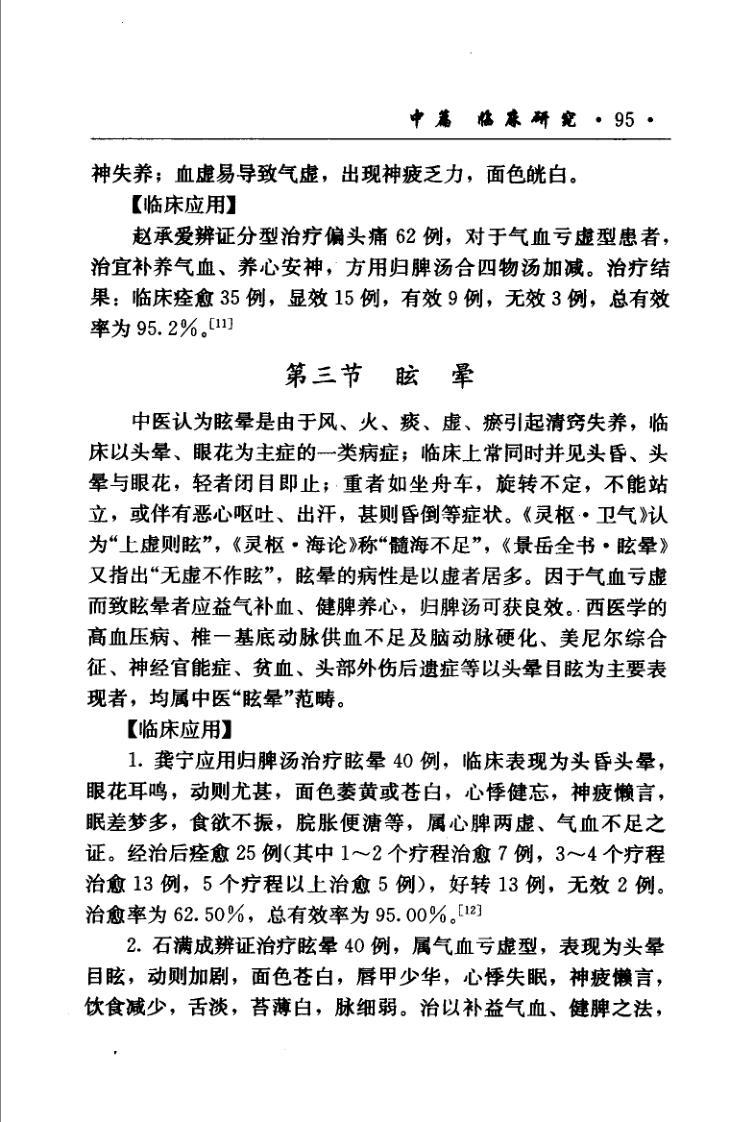 中篇 临床研究 · 95 ·
神失养；血虚易导致气虚，出现神疲乏力，面色㿠白。
【临床应用】
赵承爱辨证分型治疗偏头痛 62 例，对于气血亏虚型患者，
治宜补养气血、养心安神，方用归脾汤合四物汤加减。治疗结
果：临床痊愈 35 例，显效 15 例，有效 9 例，无效 3 例，总有效
率为 95.2%。[11]
第三节 眩 晕
中医认为眩晕是由于风、火、痰、虚、瘀引起清窍失养，临
床以头晕、眼花为主症的一类病症；临床上常同时并见头昏、头
晕与眼花，轻者闭目即止；重者如坐舟车，旋转不定，不能站
立，或伴有恶心呕吐、出汗，甚则昏倒等症状。《灵枢·卫气》认
为“上虚则眩”，《灵枢·海论》称“髓海不足”，《景岳全书·眩晕》
又指出“无虚不作眩”，眩晕的病性是以虚者居多。因于气血亏虚
而致眩晕者应益气补血、健脾养心，归脾汤可获良效。西医学的
高血压病、椎－基底动脉供血不足及脑动脉硬化、美尼尔综合
征、神经官能症、贫血、头部外伤后遗症等以头晕目眩为主要表
现者，均属中医“眩晕”范畴。
【临床应用】
1. 龚宁应用归脾汤治疗眩晕 40 例，临床表现为头昏头晕，
眼花耳鸣，动则尤甚，面色萎黄或苍白，心悸健忘，神疲懒言，
眠差梦多，食欲不振，脘胀便溏等，属心脾两虚、气血不足之
证。经治后痊愈 25 例(其中 1～2 个疗程治愈 7 例，3～4 个疗程
治愈 13 例，5 个疗程以上治愈 5 例)，好转 13 例，无效 2 例。
治愈率为 62.50%，总有效率为 95.00%。[12]
2. 石满成辨证治疗眩晕 40 例，属气血亏虚型，表现为头晕
目眩，动则加剧，面色苍白，唇甲少华，心悸失眠，神疲懒言，
饮食减少，舌淡，苔薄白，脉细弱。治以补益气血、健脾之法，